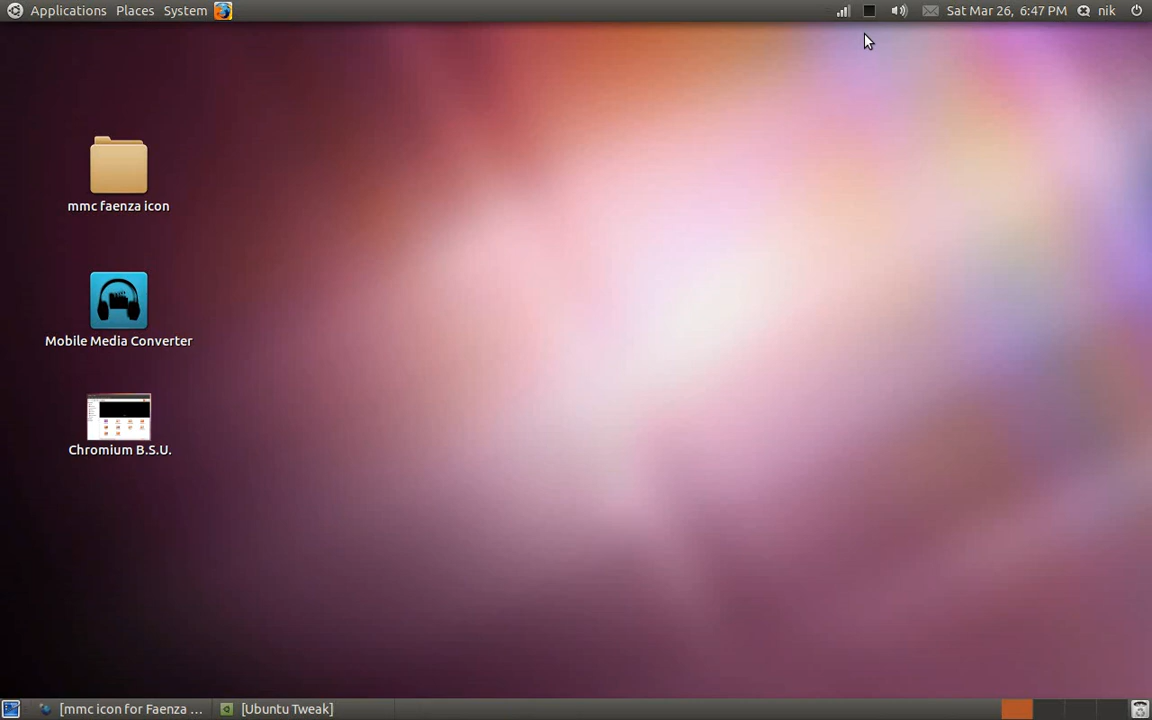 Applications Places System Sat Mar 26, 6:47 PM nik
mmc faenza icon
Mobile Media Converter
Chromium B.S.U.
[mmc icon for Faenza ... [Ubuntu Tweak]